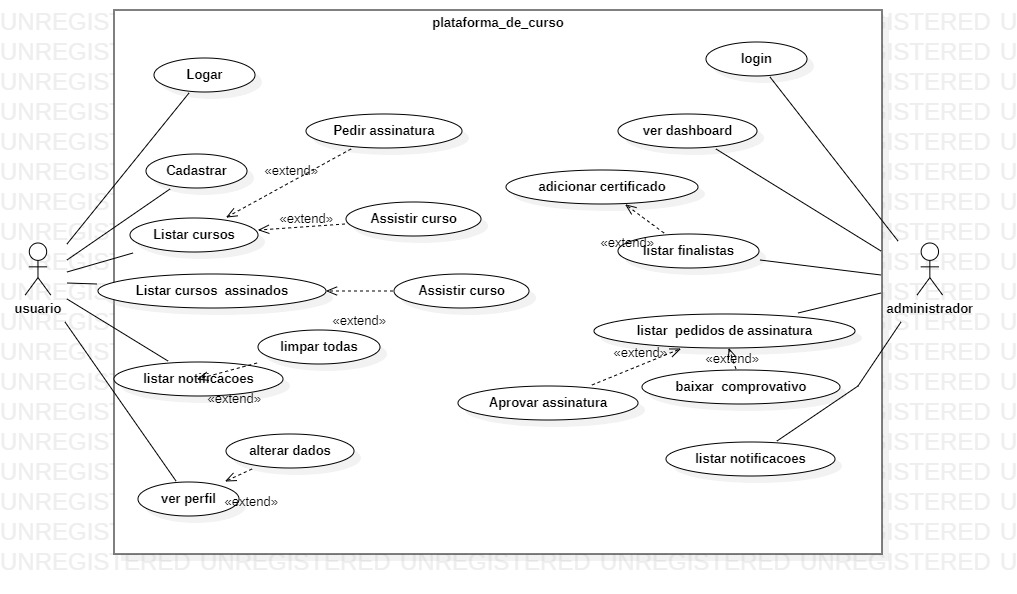 plataforma_de_curso
Logar
login
Pedir assinatura
ver dashboard
«extend»
Cadastrar
adicionar certificado
«extend»
Assistir curso
Listar cursos
«extend»
listar finalistas
Listar cursos  assinados
Assistir curso
usuario
administrador
«extend»
listar  pedidos de assinatura
limpar todas
«extend»
«extend»
listar notificacoes
baixar  comprovativo
«extend»
Aprovar assinatura
alterar dados
listar notificacoes
ver perfil
«extend»
UNREGISTERED UNREGISTERED UNREGISTERED UNREGISTERED U